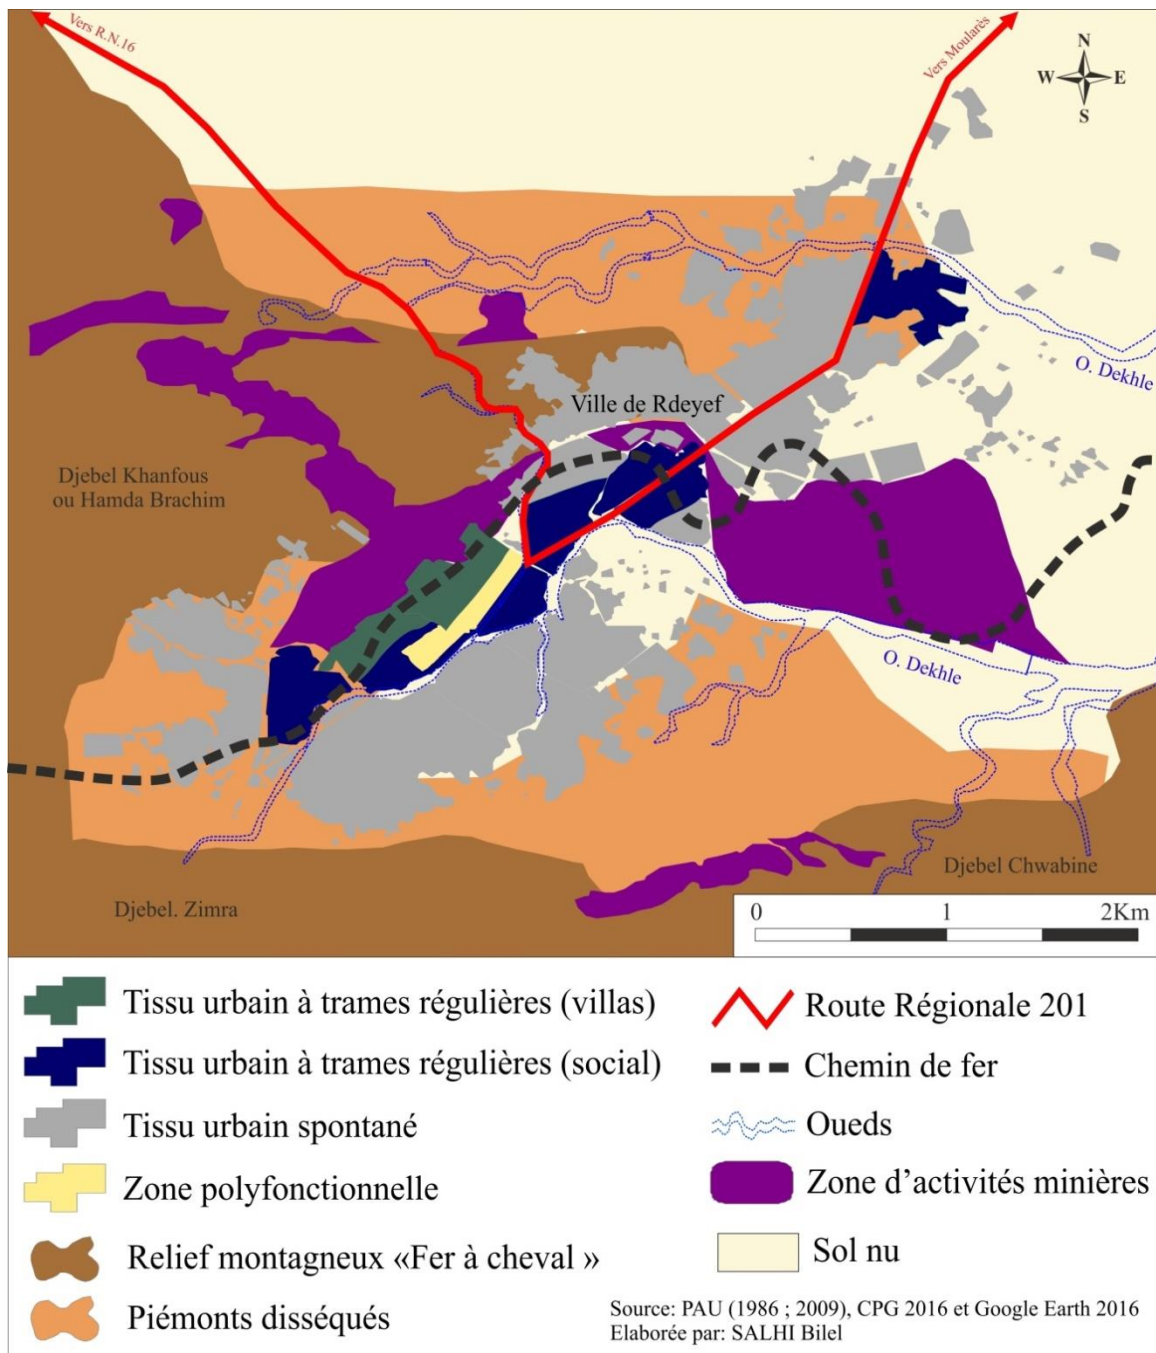 Vers R.N.16
Vers Moularès
N
W
E
S
O. Dekhle
Ville de Rdeyef
Djebel Khanfous
ou Hamda Brachim
O. Dekhle
Djebel Chwabine
Djebel. Zimra
0 1 2Km
Tissu urbain à trames régulières (villas)
Tissu urbain à trames régulières (social)
Tissu urbain spontané
Zone polyfonctionnelle
Relief montagneux «Fer à cheval »
Piémonts disséqués
Route Régionale 201
Chemin de fer
Oueds
Zone d’activités minières
Sol nu
Source: PAU (1986 ; 2009), CPG 2016 et Google Earth 2016
Elaborée par: SALHI Bilel